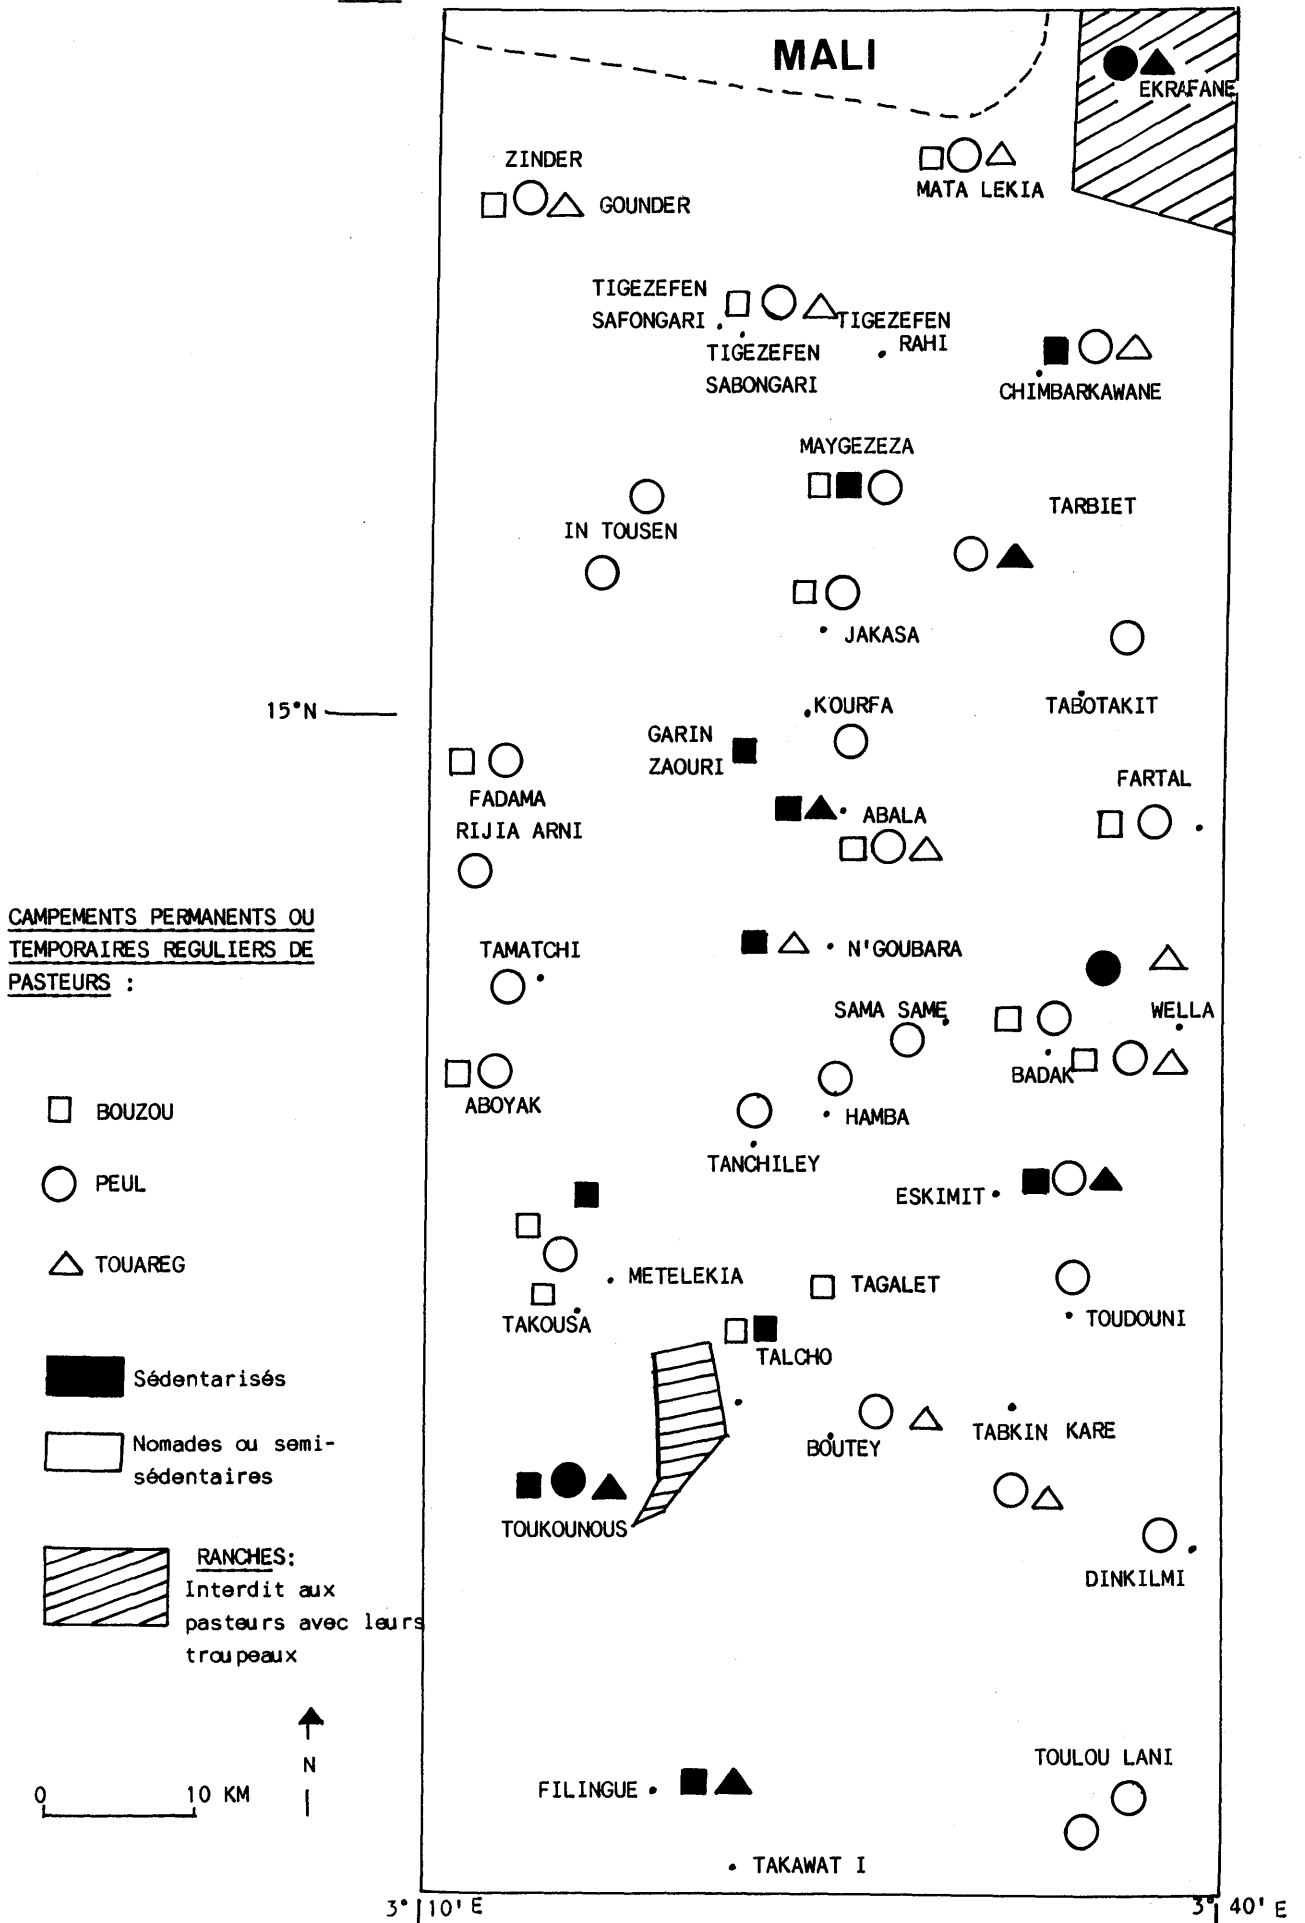 MALI
EKRAFANE
ZINDER
GOUNDER
MATA LEKIA
TIGEZEFEN
SAFONGARI
TIGEZEFEN
SABONGARI
TIGEZEFEN
RAHI
CHIMBARKAWANE
MAYGEZEZA
TARBIET
IN TOUSEN
JAKASA
15°N
KOURFA
TABOTAKIT
GARIN
ZAOURI
FADAMA
RIJIA ARNI
ABALA
FARTAL
CAMPEMENTS PERMANENTS OU
TEMPORAIRES REGULIERS DE
PASTEURS :
TAMATCHI
N'GOUBARA
SAMA SAME
WELLA
BADAK
ABOYAK
HAMBA
TANCHILEY
BOUZOU
PEUL
TOUAREG
ESKIMIT
METELEKIA
TAGALET
TAKOUSA
TOUDOUNI
TALCHO
Sédentarisés
Nomades ou semi-
sédentaires
BOUTEY
TABKIN KARE
TOUKOUNOUS
DINKILMI
RANCHES:
Interdit aux
pasteurs avec leurs
troupeaux
N
0 10 KM
TOULOU LANI
FILINGUE
TAKAWAT I
3° 10' E
3° 40' E